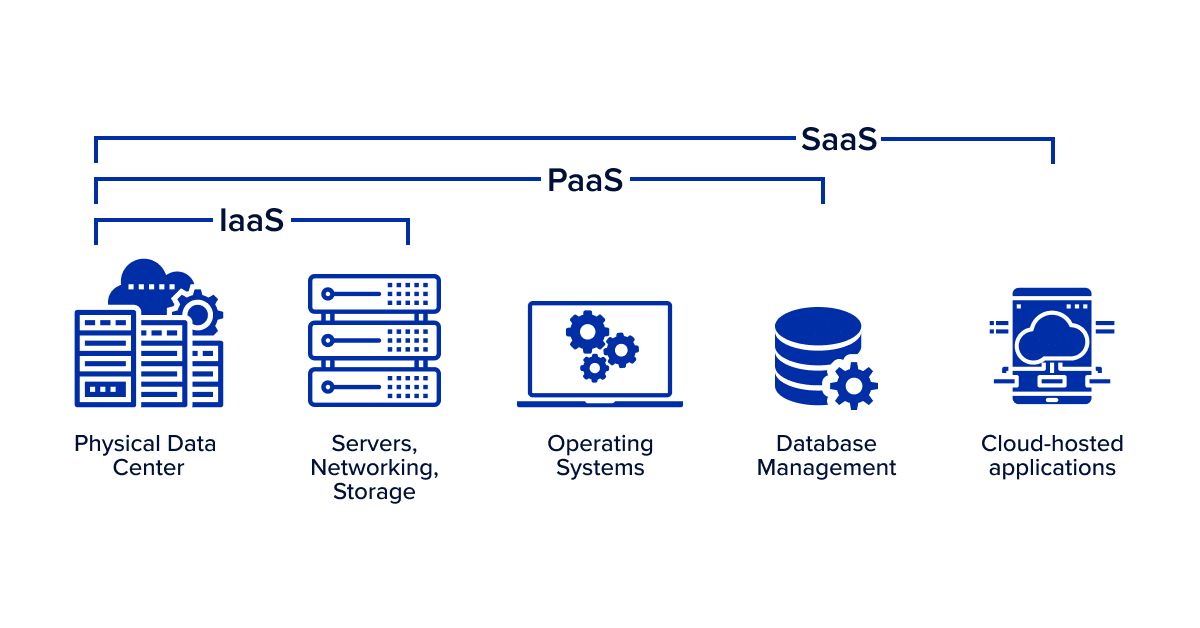 SaaS
PaaS
IaaS
Physical Data
Center
Servers,
Networking,
Storage
Operating
Systems
Database
Management
Cloud-hosted
applications